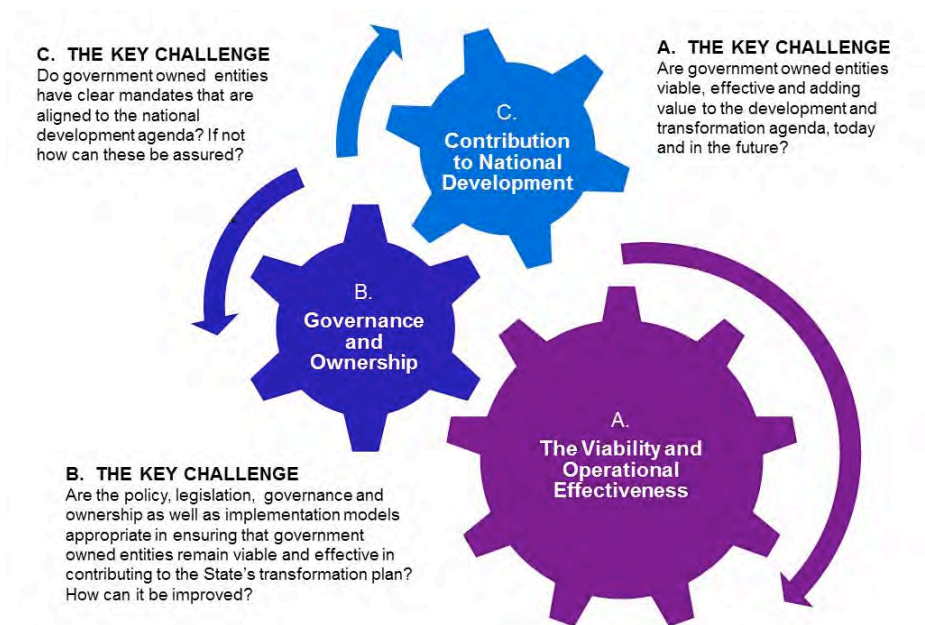 C. THE KEY CHALLENGE
Do government owned entities
have clear mandates that are
aligned to the national
development agenda? If not
how can these be assured?
A. THE KEY CHALLENGE
Are government owned entities
viable, effective and adding
value to the development and
transformation agenda, today
and in the future?
C.
Contribution
to National
Development
B.
Governance
and
Ownership
A.
The Viability and
Operational
Effectiveness
B. THE KEY CHALLENGE
Are the policy, legislation, governance and
ownership as well as implementation models
appropriate in ensuring that government
owned entities remain viable and effective in
contributing to the State's transformation plan?
How can it be improved?